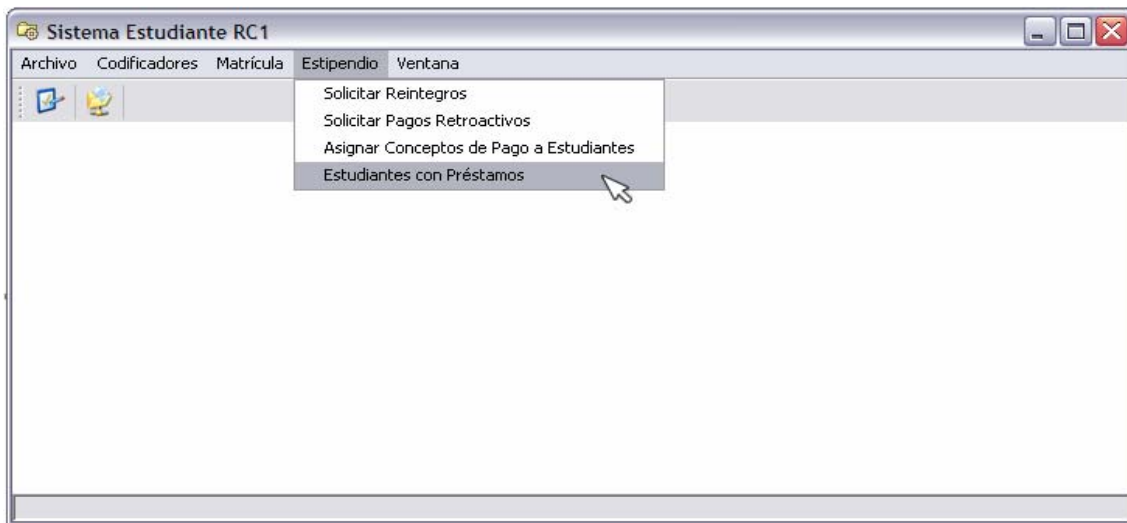 Sistema Estudiante RC1
Archivo Codificadores Matrícula Estipendio Ventana
Solicitar Reintegros
Solicitar Pagos Retroactivos
Asignar Conceptos de Pago a Estudiantes
Estudiantes con Préstamos